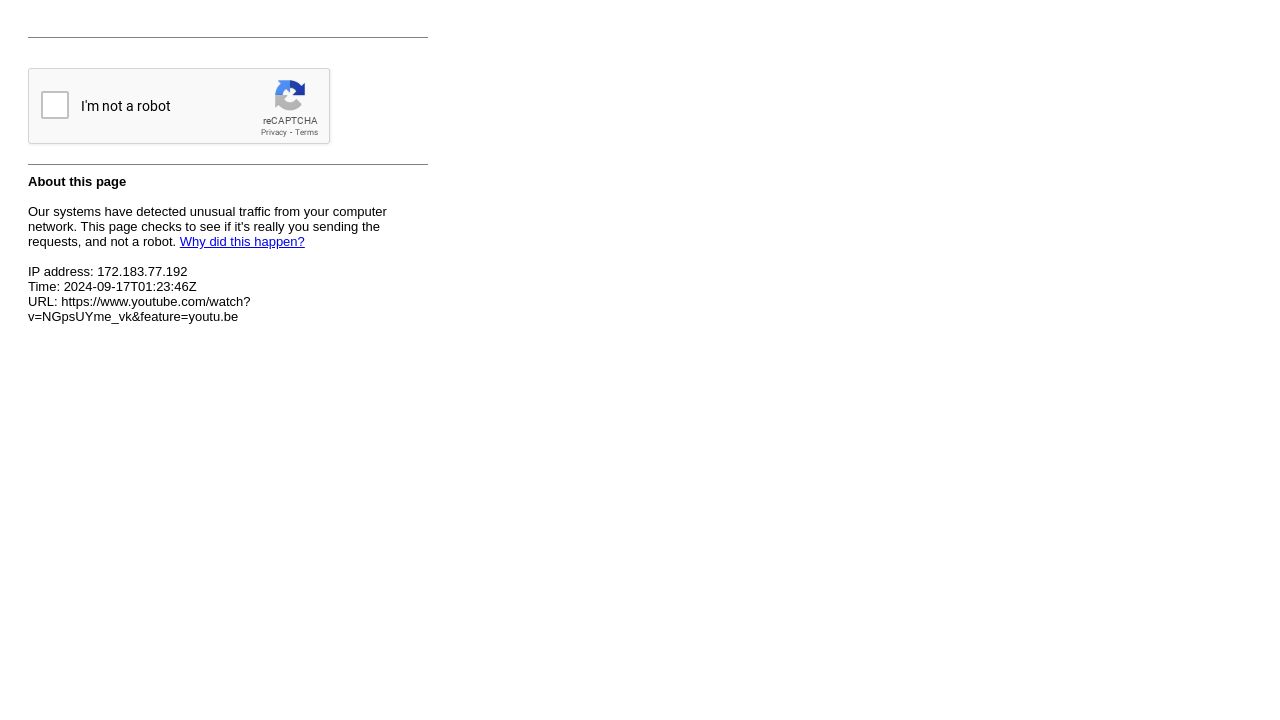 I'm not a robot
reCAPTCHA
Privacy - Terms
About this page
Our systems have detected unusual traffic from your computer
network. This page checks to see if it's really you sending the
requests, and not a robot. Why did this happen?
IP address: 172.183.77.192
Time: 2024-09-17T01:23:46Z
URL: https://www.youtube.com/watch?
v=NGpsUYme_vk&feature=youtu.be